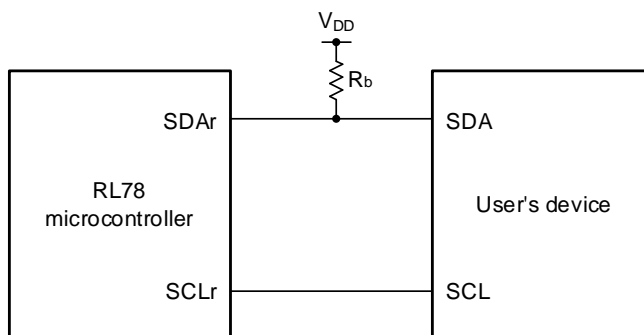 VDD
Rb
SDAr
SDA
RL78
microcontroller
User's device
SCLr
SCL